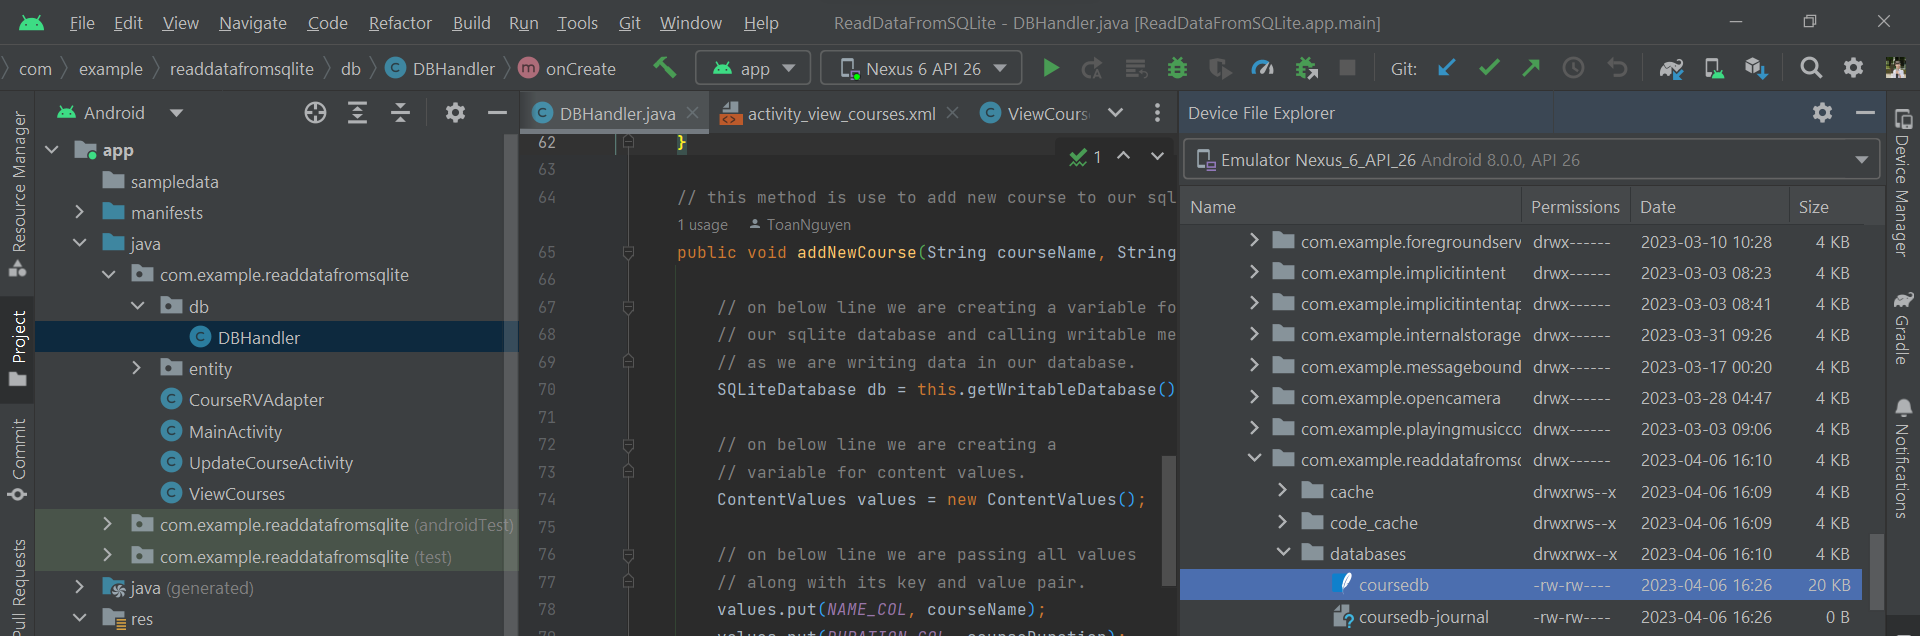 File Edit View Navigate Code Refactor Build Run Tools Git Window Help ReadDataFromSQLite - DBHandler.java [ReadDataFromSQLite.app.main]
com example readdatafromsqlite db DBHandler onCreate app Nexus 6 API 26 Git:
Resource Manager
Project
Commit
Pull Requests
Android
app
sampledata
manifests
java
com.example.readdatafromsqlite
db
DBHandler
entity
CourseRVAdapter
MainActivity
UpdateCourseActivity
ViewCourses
com.example.readdatafromsqlite (androidTest)
com.example.readdatafromsqlite (test)
java (generated)
res
DBHandler.java activity_view_courses.xml ViewCours
1
62 }
63
64 // this method is use to add new course to our sql
1 usage ToanNguyen
65 public void addNewCourse(String courseName, String
66
67 // on below line we are creating a variable fo
68 // our sqlite database and calling writable me
69 // as we are writing data in our database.
70 SQLiteDatabase db = this.getWritableDatabase()
71
72 // on below line we are creating a
73 // variable for content values.
74 ContentValues values = new ContentValues();
75
76 // on below line we are passing all values
77 // along with its key and value pair.
78 values.put(NAME_COL, courseName);
79 values.put(DURATION_COL, courseDuration);
Device File Explorer
Emulator Nexus_6_API_26 Android 8.0.0, API 26
Name Permissions Date Size
com.example.foregroundserv drwx------ 2023-03-10 10:28 4 KB
com.example.implicitintent drwx------ 2023-03-03 08:23 4 KB
com.example.implicitintentap drwx------ 2023-03-03 08:41 4 KB
com.example.internalstorage drwx------ 2023-03-31 09:26 4 KB
com.example.messagebound drwx------ 2023-03-17 00:20 4 KB
com.example.opencamera drwx------ 2023-03-28 04:47 4 KB
com.example.playingmusicco drwx------ 2023-03-03 09:06 4 KB
com.example.readdatafromsc drwx------ 2023-04-06 16:10 4 KB
cache drwxrws--x 2023-04-06 16:09 4 KB
code_cache drwxrws--x 2023-04-06 16:09 4 KB
databases drwxrwx--x 2023-04-06 16:10 4 KB
coursedb -rw-rw---- 2023-04-06 16:26 20 KB
coursedb-journal -rw-rw---- 2023-04-06 16:26 0 B
Device Manager
Gradle
Notifications